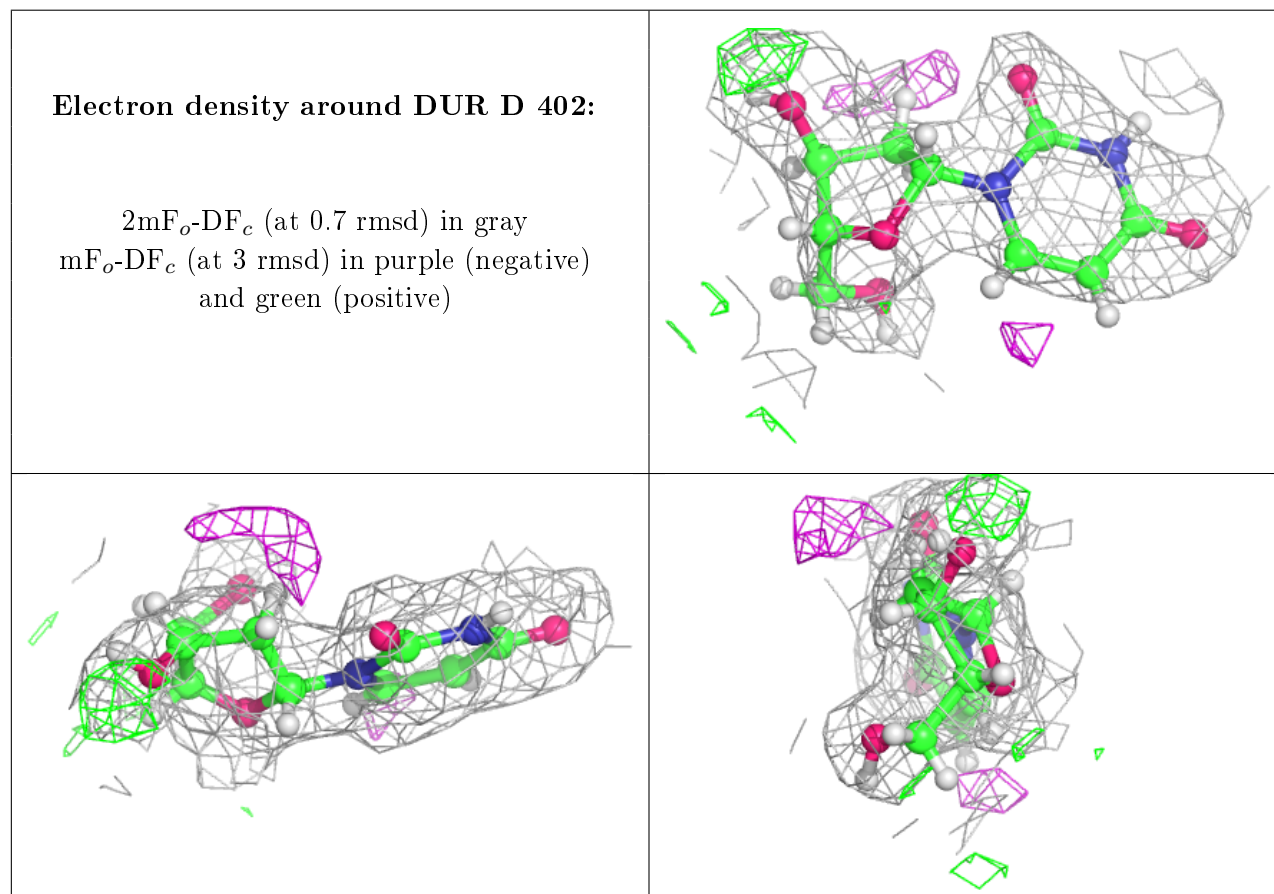 Electron density around DUR D 402:
2mFo-DFc (at 0.7 rmsd) in gray
mFo-DFc (at 3 rmsd) in purple (negative)
and green (positive)